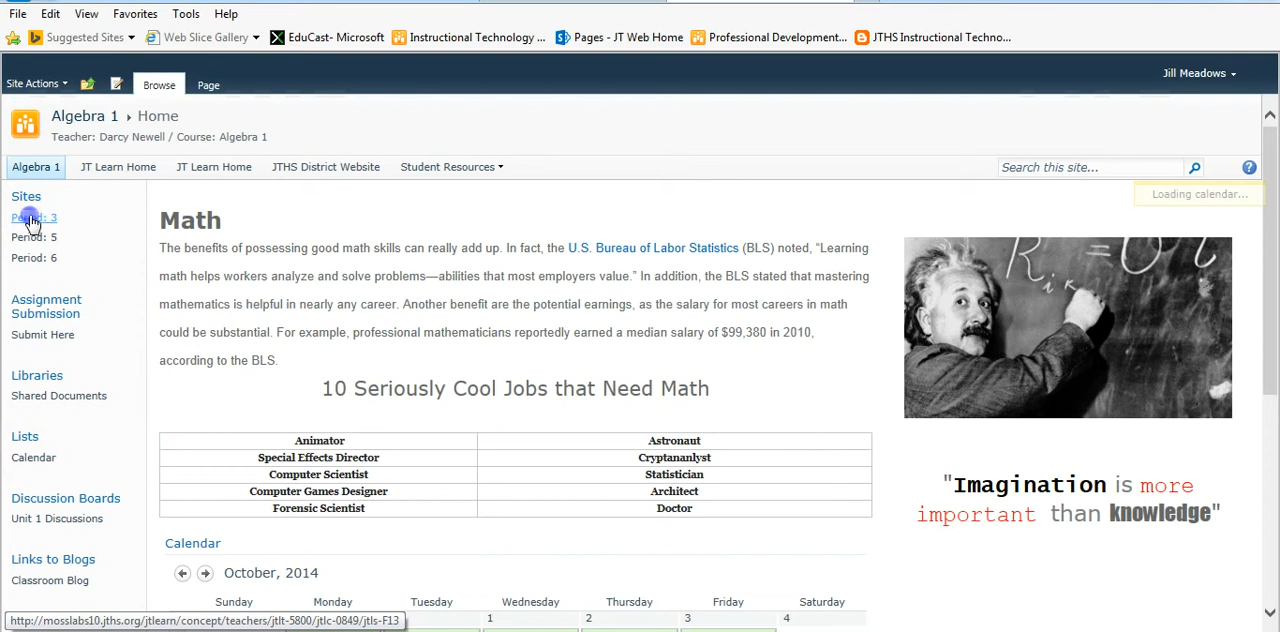 File Edit View Favorites Tools Help
Suggested Sites Web Slice Gallery EduCast- Microsoft Instructional Technology ... Pages - JT Web Home Professional Development... JTHS Instructional Techno...
Site Actions Browse Page Jill Meadows
Algebra 1 Home
Teacher: Darcy Newell / Course: Algebra 1
Algebra 1 JT Learn Home JT Learn Home JTHS District Website Student Resources Search this site...
Loading calendar...
Sites
Period: 3
Period: 5
Period: 6
Assignment
Submission
Submit Here
Libraries
Shared Documents
Lists
Calendar
Discussion Boards
Unit 1 Discussions
Links to Blogs
Classroom Blog
Math
The benefits of possessing good math skills can really add up. In fact, the U.S. Bureau of Labor Statistics (BLS) noted, “Learning
math helps workers analyze and solve problems—abilities that most employers value.” In addition, the BLS stated that mastering
mathematics is helpful in nearly any career. Another benefit are the potential earnings, as the salary for most careers in math
could be substantial. For example, professional mathematicians reportedly earned a median salary of $99,380 in 2010,
according to the BLS.
10 Seriously Cool Jobs that Need Math
Animator Astronaut
Special Effects Director Cryptananlyst
Computer Scientist Statistician
Computer Games Designer Architect
Forensic Scientist Doctor
"Imagination is more
important than knowledge"
Calendar
October, 2014
Sunday Monday Tuesday Wednesday Thursday Friday Saturday
1 2 3 4
http://mosslabs10.jths.org/jtlearn/concept/teachers/jtlt-5800/jtlc-0849/jtls-F13